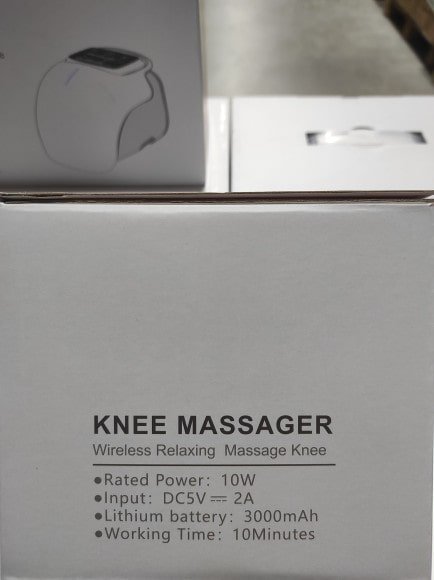 KNEE MASSAGER
Wireless Relaxing Massage Knee
●Rated Power: 10W
●Input: DC5V ⎓ 2A
●Lithium battery: 3000mAh
●Working Time: 10Minutes